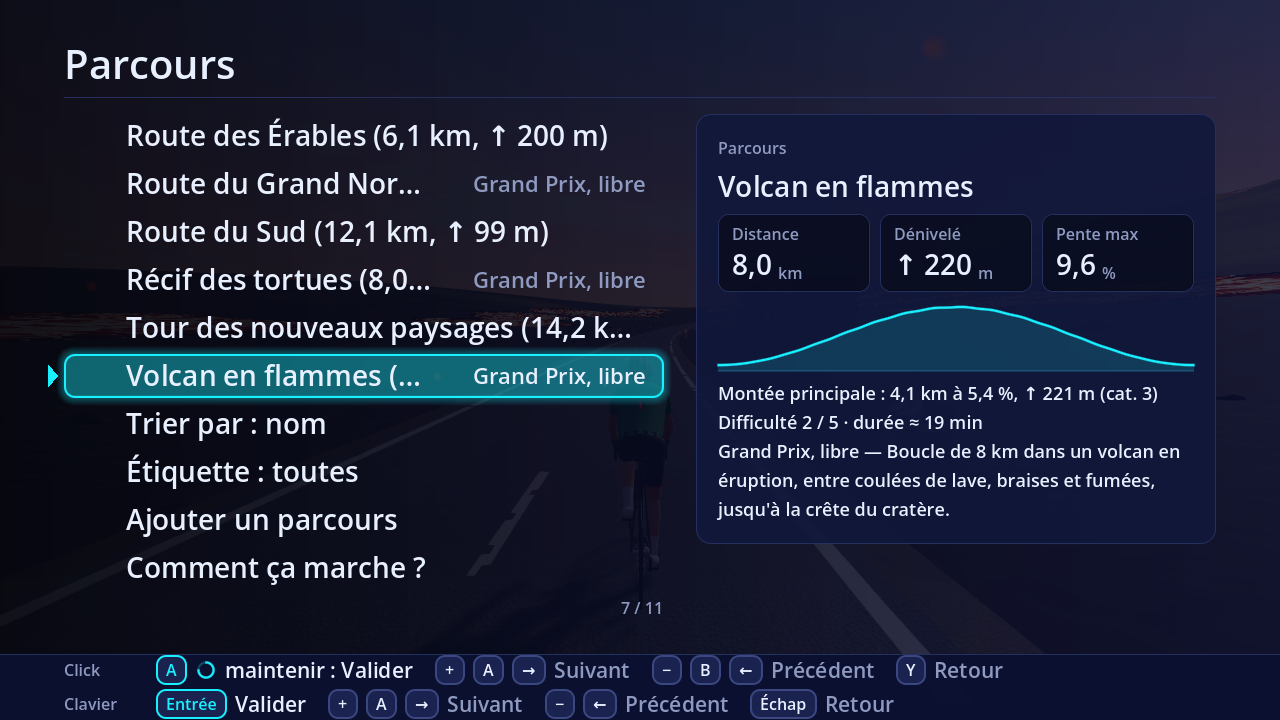 Parcours
Route des Érables (6,1 km, ↑ 200 m)
Route du Grand Nor... Grand Prix, libre
Route du Sud (12,1 km, ↑ 99 m)
Récif des tortues (8,0... Grand Prix, libre
Tour des nouveaux paysages (14,2 k...
Volcan en flammes (... Grand Prix, libre
Trier par : nom
Étiquette : toutes
Ajouter un parcours
Comment ça marche ?
7 / 11
Parcours
Volcan en flammes
Distance
8,0 km
Dénivelé
↑ 220 m
Pente max
9,6 %
Montée principale : 4,1 km à 5,4 %, ↑ 221 m (cat. 3)
Difficulté 2 / 5 · durée ≈ 19 min
Grand Prix, libre — Boucle de 8 km dans un volcan en
éruption, entre coulées de lave, braises et fumées,
jusqu'à la crête du cratère.
Click A maintenir : Valider + A → Suivant − B ← Précédent Y Retour
Clavier Entrée Valider + A → Suivant − ← Précédent Échap Retour